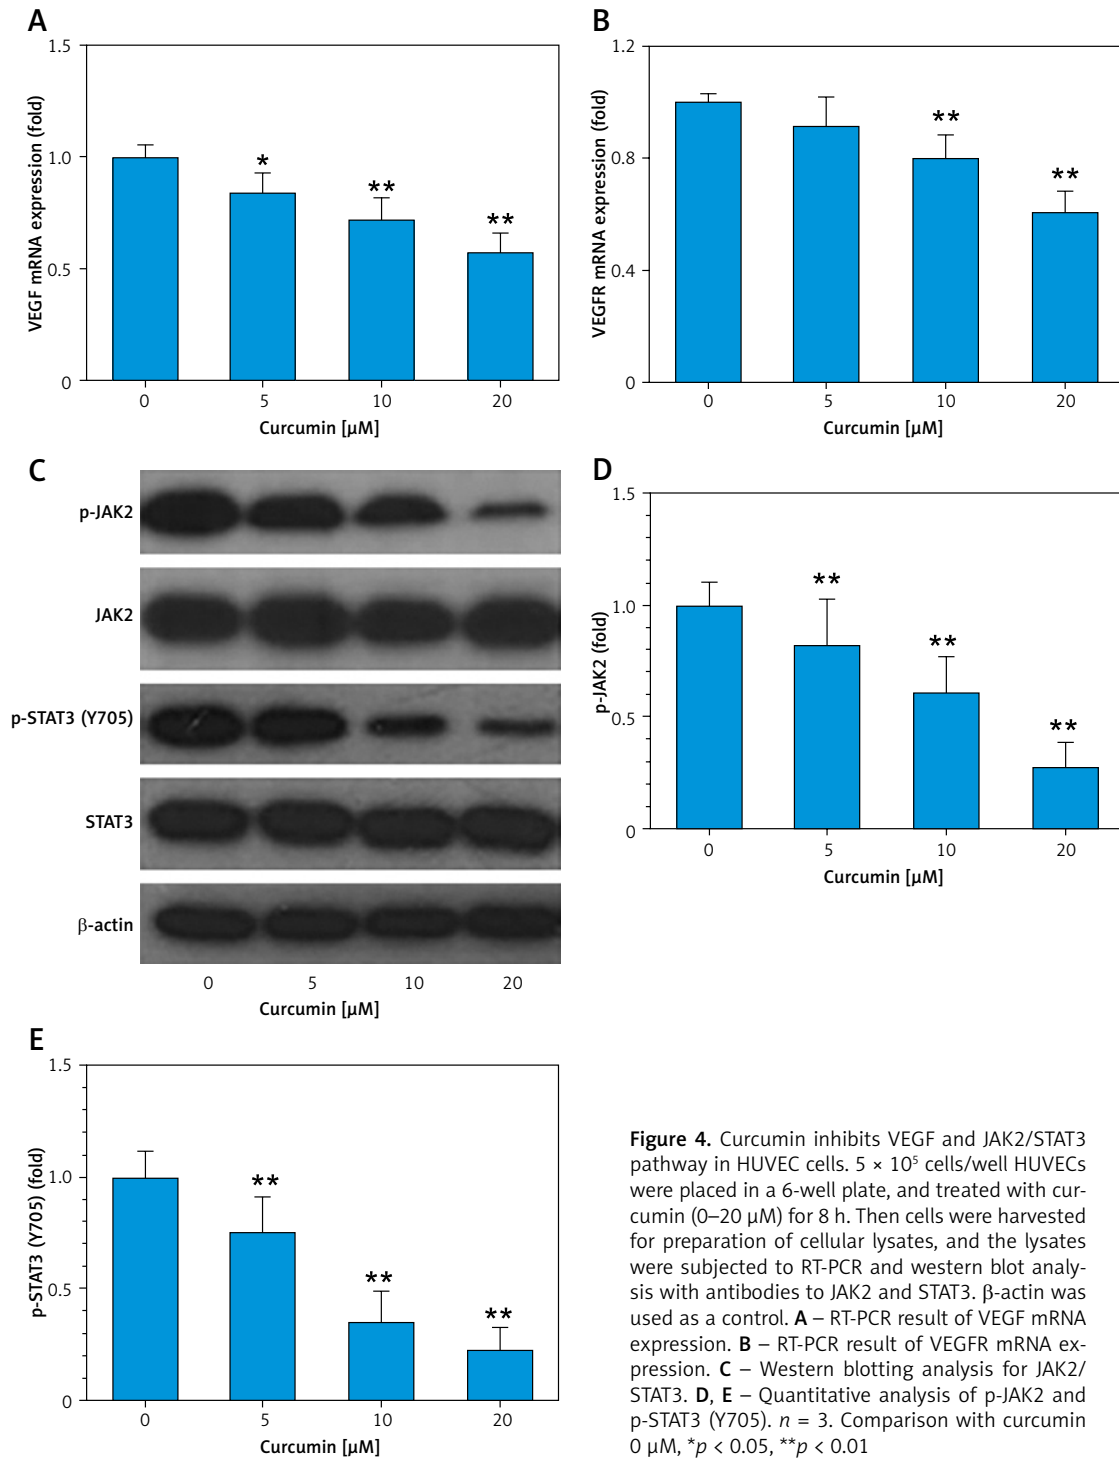 A
VEGF mRNA expression (fold)
1.5
1.0
0.5
0
*
**
**
0 5 10 20
Curcumin [μM]
B
VEGFR mRNA expression (fold)
1.2
0.8
0.4
0
**
**
0 5 10 20
Curcumin [μM]
C
p-JAK2
JAK2
p-STAT3 (Y705)
STAT3
β-actin
0 5 10 20
Curcumin [μM]
D
p-JAK2 (fold)
1.5
1.0
0.5
0
**
**
**
0 5 10 20
Curcumin [μM]
E
p-STAT3 (Y705) (fold)
1.5
1.0
0.5
0
**
**
**
0 5 10 20
Curcumin [μM]
Figure 4. Curcumin inhibits VEGF and JAK2/STAT3
pathway in HUVEC cells. 5 × 10⁵ cells/well HUVECs
were placed in a 6-well plate, and treated with cur-
cumin (0–20 μM) for 8 h. Then cells were harvested
for preparation of cellular lysates, and the lysates
were subjected to RT-PCR and western blot analy-
sis with antibodies to JAK2 and STAT3. β-actin was
used as a control. A – RT-PCR result of VEGF mRNA
expression. B – RT-PCR result of VEGFR mRNA ex-
pression. C – Western blotting analysis for JAK2/
STAT3. D, E – Quantitative analysis of p-JAK2 and
p-STAT3 (Y705). n = 3. Comparison with curcumin
0 μM, *p < 0.05, **p < 0.01